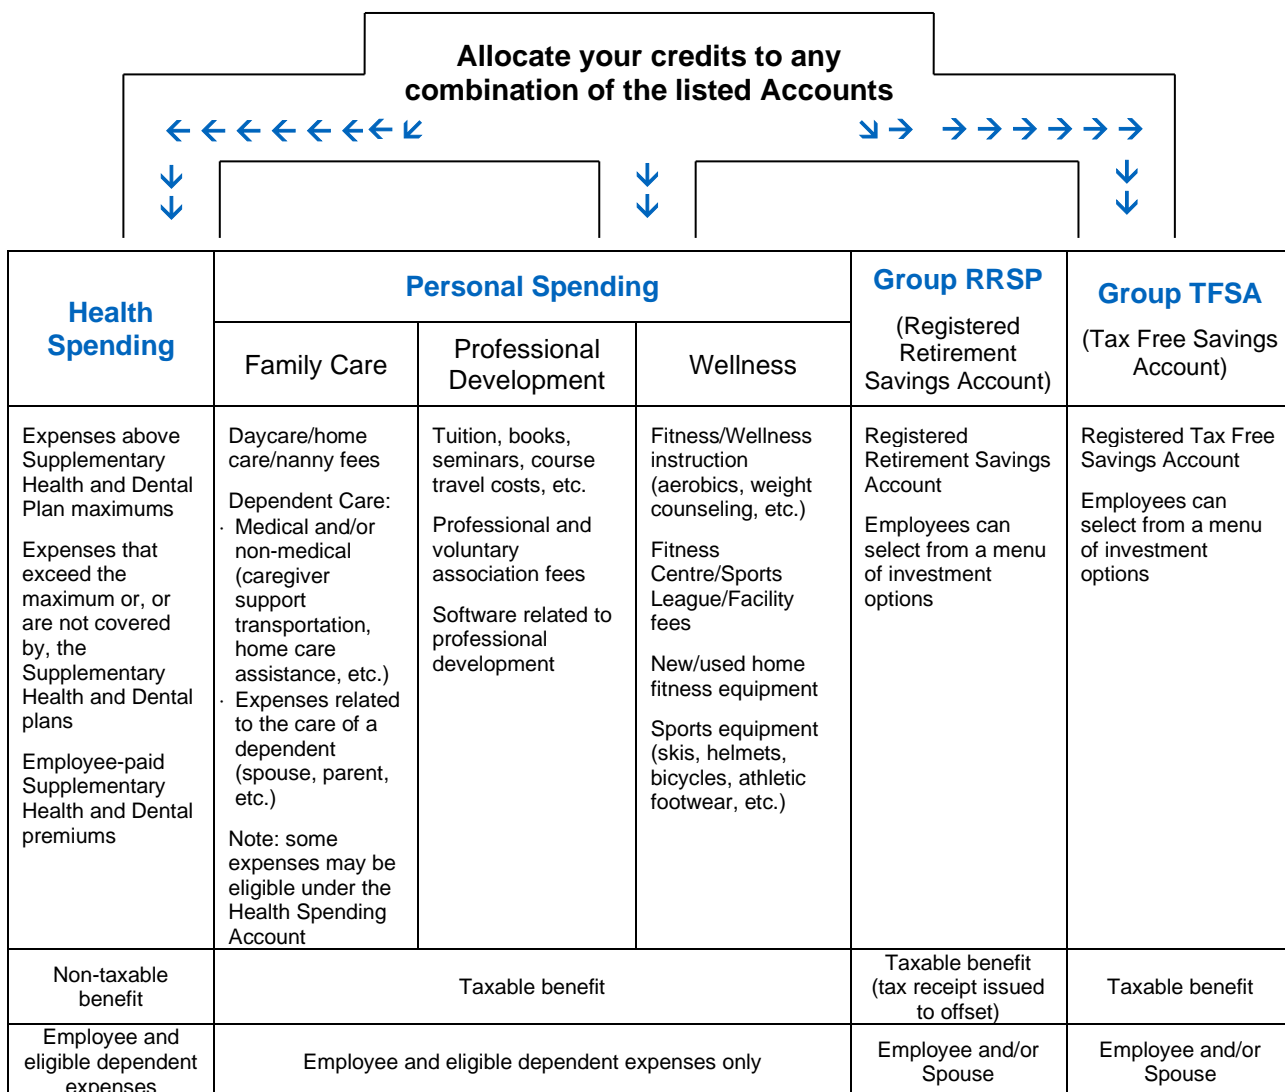 Allocate your credits to any
combination of the listed Accounts
Health
Spending
Personal Spending
Group RRSP
(Registered
Retirement
Savings Account)
Group TFSA
(Tax Free Savings
Account)
Family Care
Professional
Development
Wellness
Expenses above
Supplementary
Health and Dental
Plan maximums
Expenses that
exceed the
maximum or, or
are not covered
by, the
Supplementary
Health and Dental
plans
Employee-paid
Supplementary
Health and Dental
premiums
Daycare/home
care/nanny fees
Dependent Care:
· Medical and/or
non-medical
(caregiver
support
transportation,
home care
assistance, etc.)
· Expenses related
to the care of a
dependent
(spouse, parent,
etc.)
Note: some
expenses may be
eligible under the
Health Spending
Account
Tuition, books,
seminars, course
travel costs, etc.
Professional and
voluntary
association fees
Software related to
professional
development
Fitness/Wellness
instruction
(aerobics, weight
counseling, etc.)
Fitness
Centre/Sports
League/Facility
fees
New/used home
fitness equipment
Sports equipment
(skis, helmets,
bicycles, athletic
footwear, etc.)
Registered
Retirement Savings
Account
Employees can
select from a menu
of investment
options
Registered Tax Free
Savings Account
Employees can
select from a menu
of investment
options
Non-taxable
benefit
Taxable benefit
Taxable benefit
(tax receipt issued
to offset)
Taxable benefit
Employee and
eligible dependent
expenses
Employee and eligible dependent expenses only
Employee and/or
Spouse
Employee and/or
Spouse